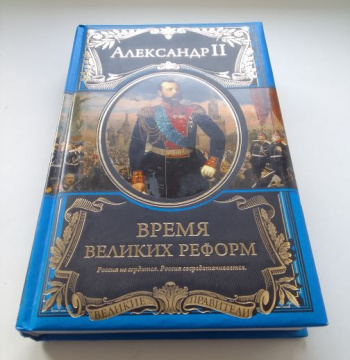 АЛЕКСАНДР II
ВРЕМЯ
ВЕЛИКИХ РЕФОРМ
Россия не сердится. Россия сосредотачивается.
ВЕЛИКИЕ ПРАВИТЕЛИ